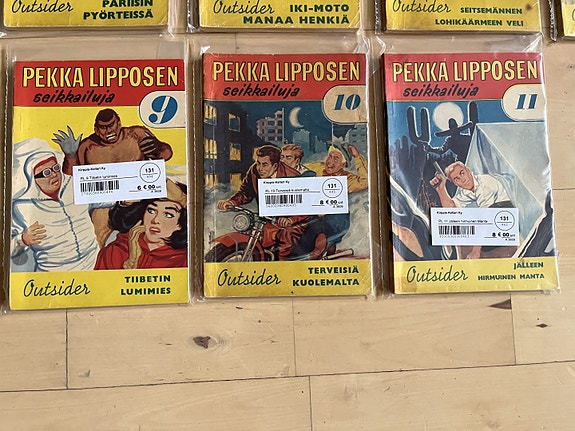 Outsider
PARIISIN
PYÖRTEISSÄ
Outsider
IKI-MOTO
MANAA HENKIÄ
Outsider
SEITSEMÄNNEN
LOHIKÄÄRMEEN VELI
PEKKA LIPPOSEN
seikkailuja
9
131
6 €00
Outsider
TIIBETIN
LUMIMIES
PEKKA LIPPOSEN
seikkailuja
10
131
8 €00
Outsider
TERVEISIÄ
KUOLEMALTA
PEKKA LIPPOSEN
seikkailuja
11
131
8 €00
Outsider
JÄLLEEN
HIRMUINEN MANTA